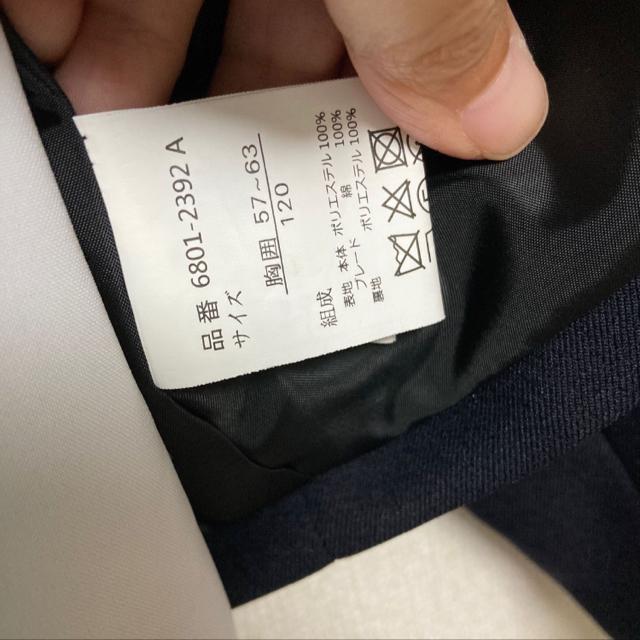 品番 6801-2392 A
サイズ
胸囲 57~63
120
組成
表地 本体 ポリエステル 100%
ブレード 綿 100%
裏地 ポリエステル 100%